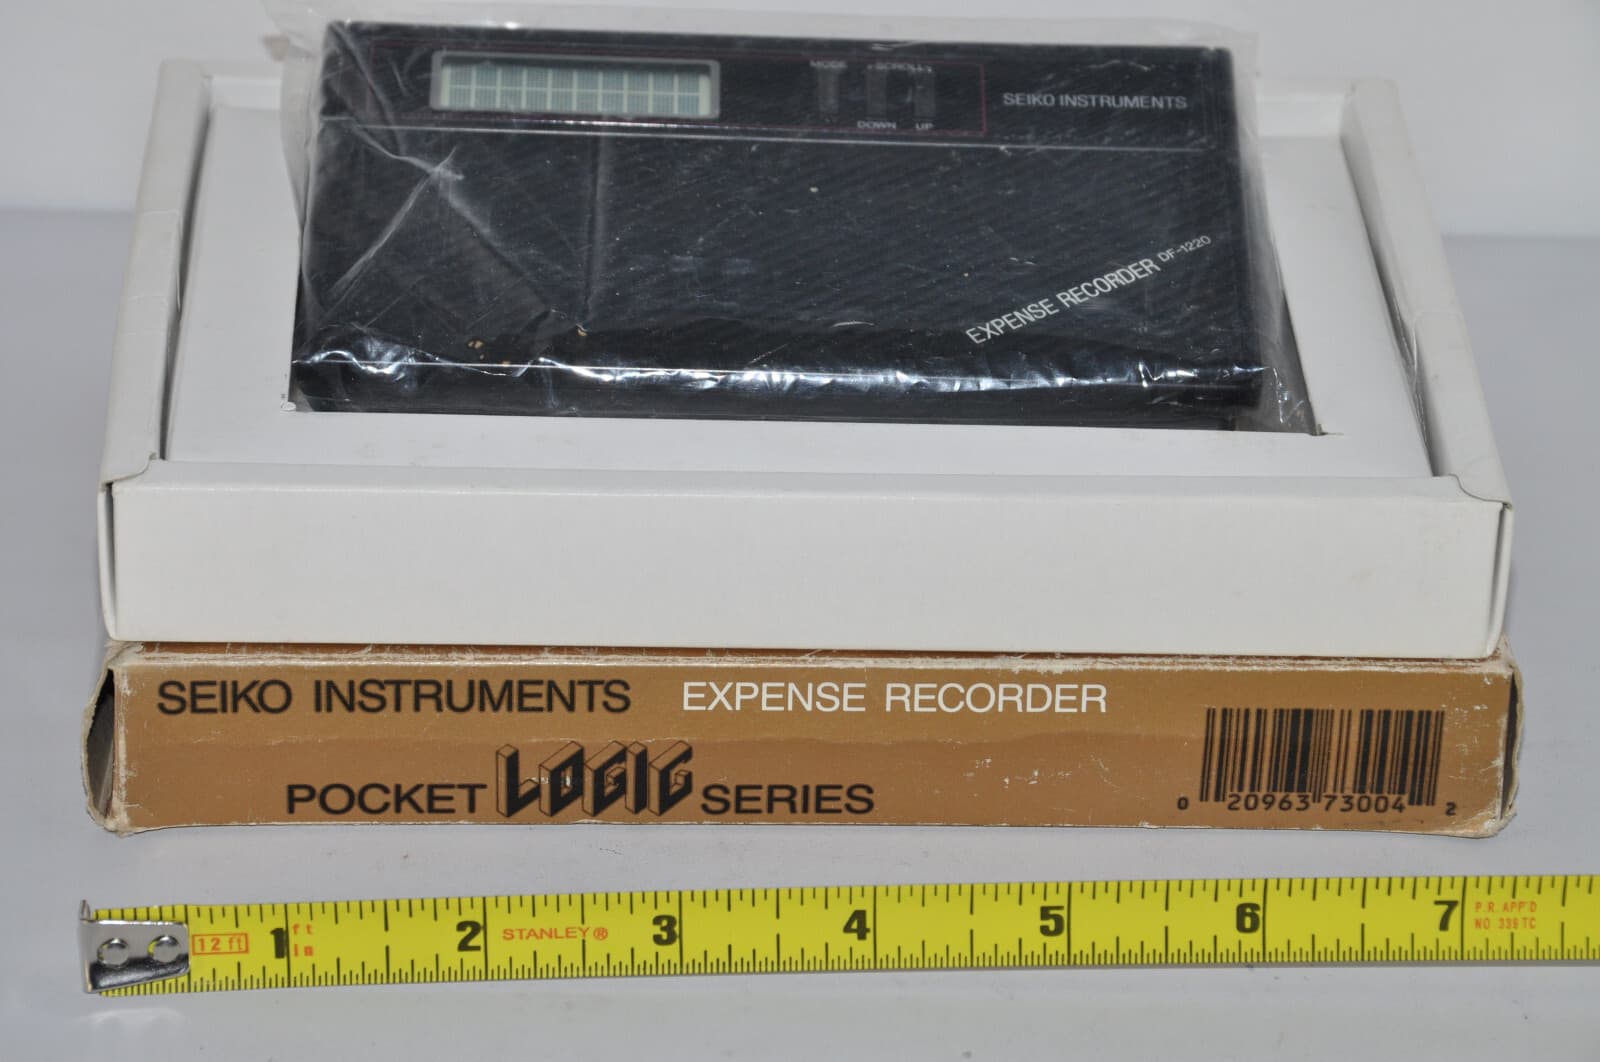 MODE
SCROLL
DOWN UP
SEIKO INSTRUMENTS
EXPENSE RECORDER DF-1220
SEIKO INSTRUMENTS EXPENSE RECORDER
POCKET LOGIC SERIES
0 20963 73004 2
12 ft 1 ft in 2 STANLEY® 3 4 5 6 7 P.R. APP'D
NO 339 TC